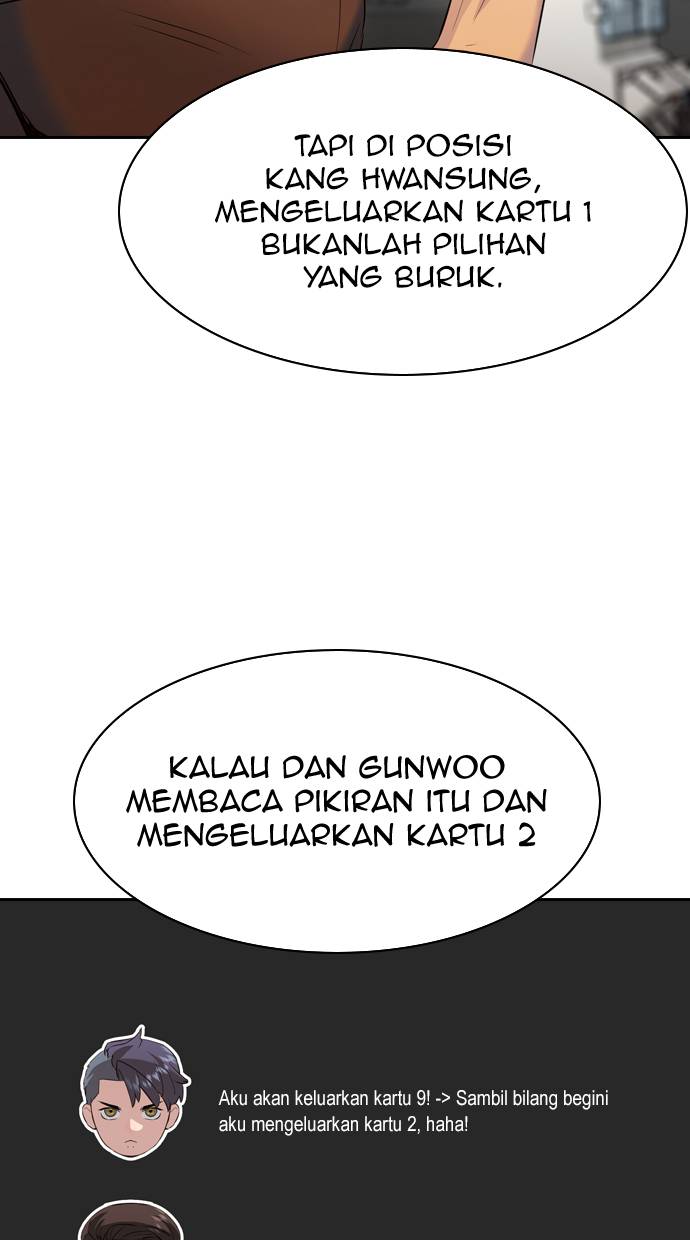 TAPI DI POSISI
KANG HWANSUNG,
MENGELUARKAN KARTU 1
BUKANLAH PILIHAN
YANG BURUK.
KALAU DAN GUNWOO
MEMBACA PIKIRAN ITU DAN
MENGELUARKAN KARTU 2
Aku akan keluarkan kartu 9! -> Sambil bilang begini
aku mengeluarkan kartu 2, haha!